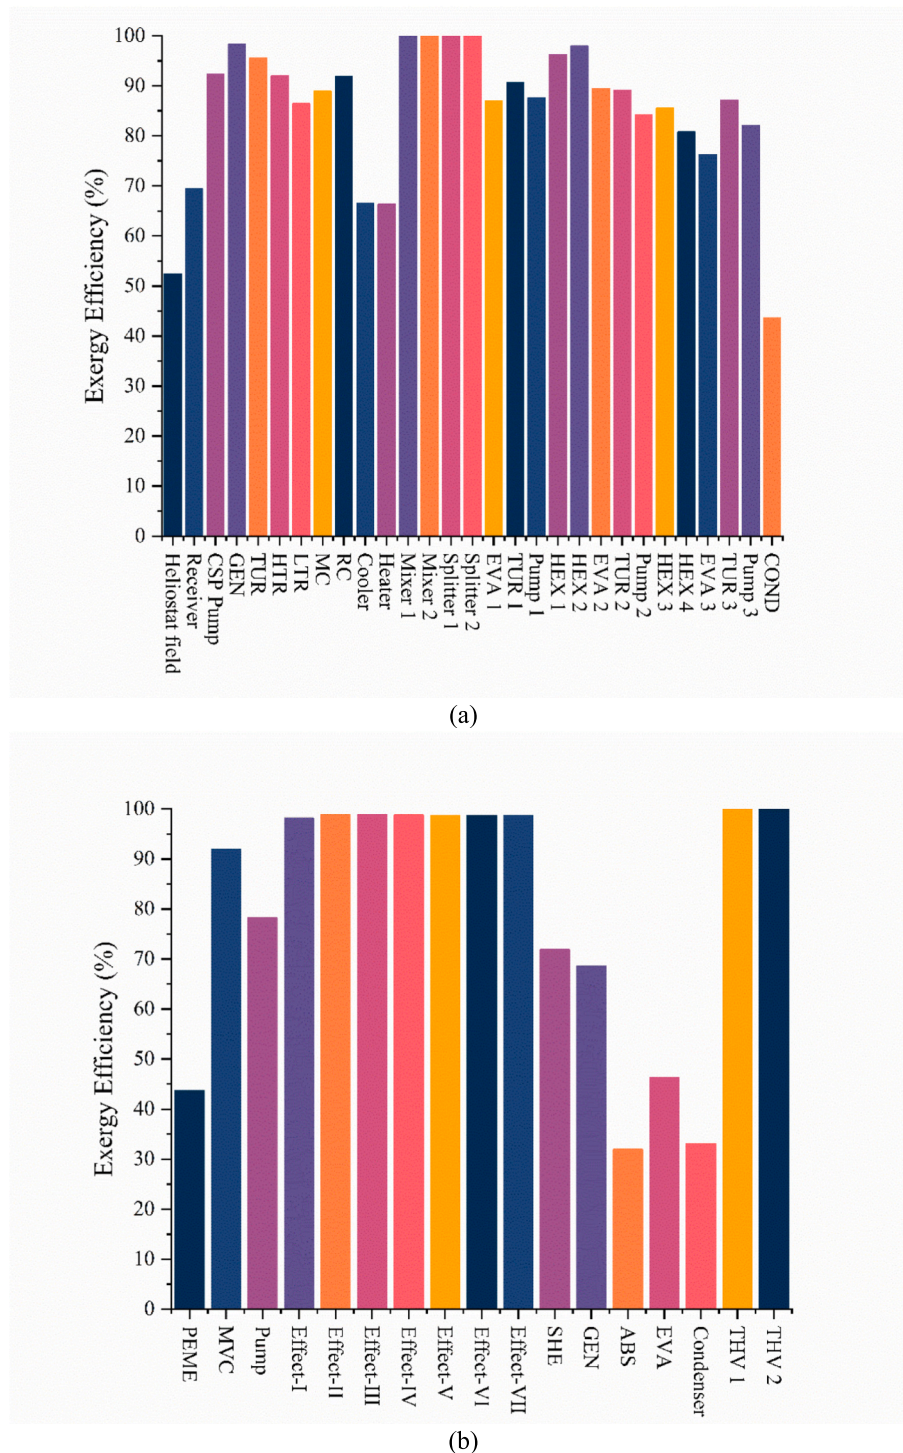 100
90
80
70
60
50
40
30
20
10
0
Exergy Efficiency (%)
Heliostat field
Receiver
CSP Pump
GEN
TUR
HTR
LTR
MC
RC
Cooler
Heater
Mixer 1
Mixer 2
Splitter 1
Splitter 2
EVA 1
TUR 1
Pump 1
HEX 1
HEX 2
EVA 2
TUR 2
Pump 2
HEX 3
HEX 4
EVA 3
TUR 3
Pump 3
COND
(a)
100
90
80
70
60
50
40
30
20
10
0
Exergy Efficiency (%)
PEME
MVC
Pump
Effect-I
Effect-II
Effect-III
Effect-IV
Effect-V
Effect-VI
Effect-VII
SHE
GEN
ABS
EVA
Condenser
THV 1
THV 2
(b)